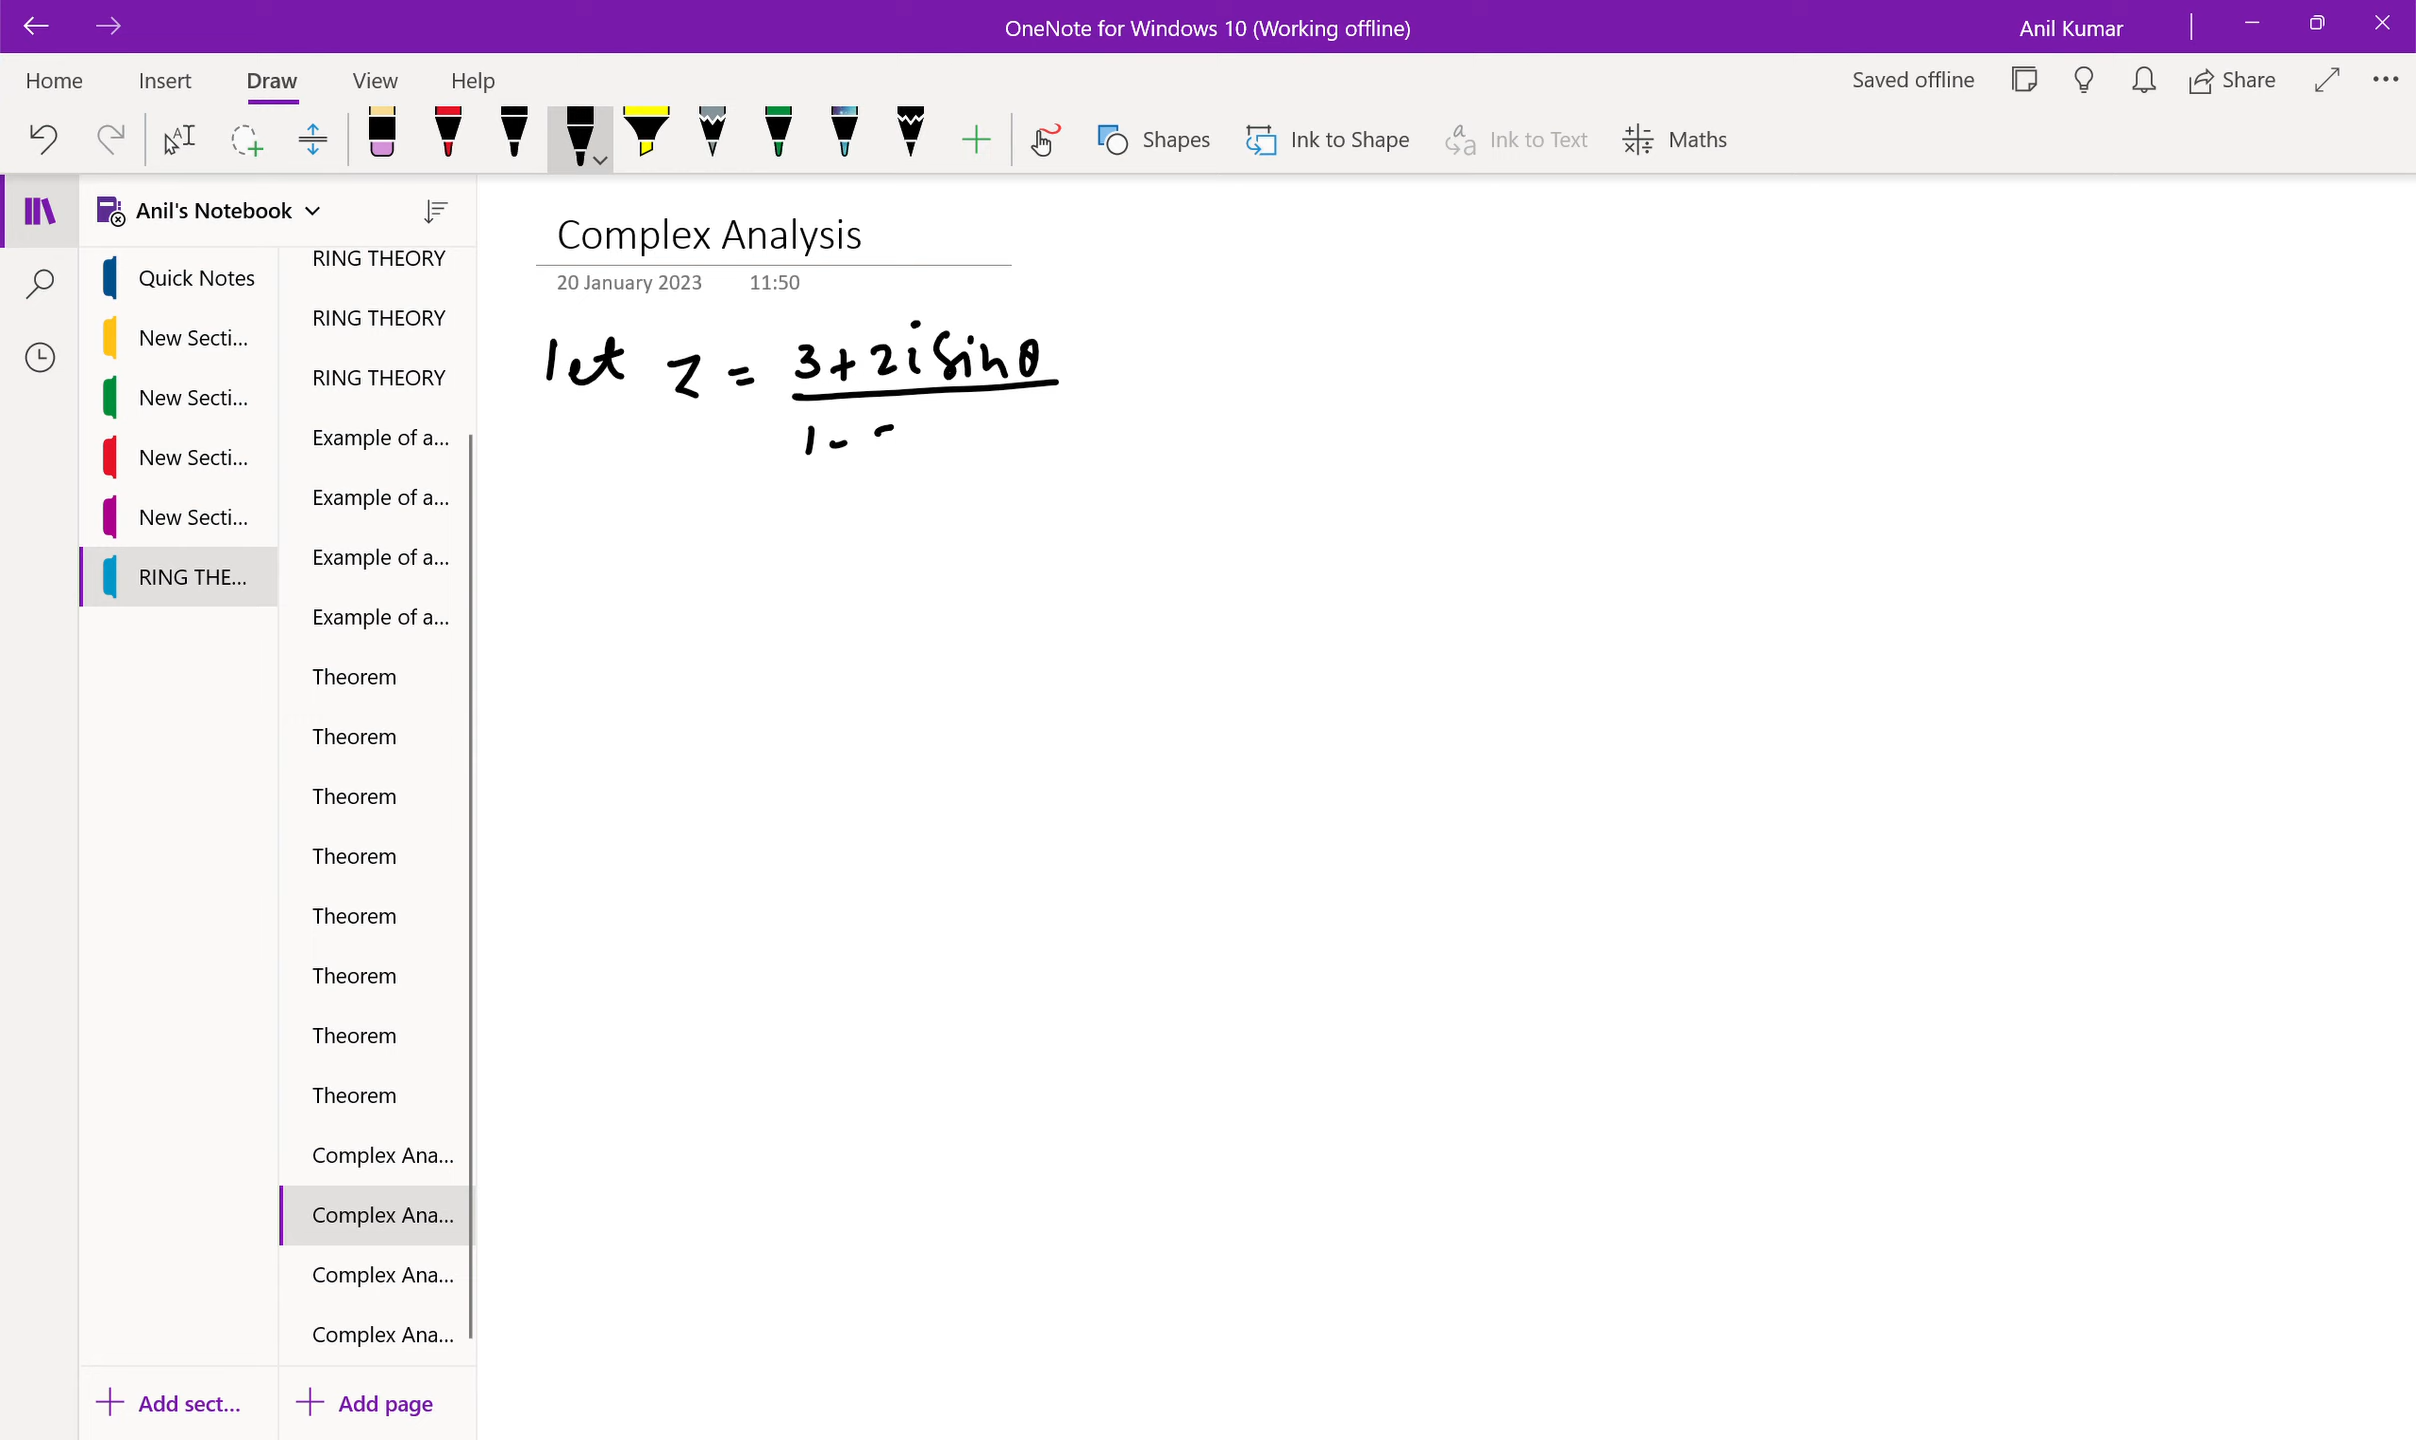 OneNote for Windows 10 (Working offline)
Anil Kumar
Home Insert Draw View Help
Saved offline
Share
Shapes
Ink to Shape
Ink to Text
Maths
Anil's Notebook
Quick Notes
New Secti...
New Secti...
New Secti...
New Secti...
RING THE...
Add sect...
RING THEORY
RING THEORY
RING THEORY
Example of a...
Example of a...
Example of a...
Example of a...
Theorem
Theorem
Theorem
Theorem
Theorem
Theorem
Theorem
Theorem
Complex Ana...
Complex Ana...
Complex Ana...
Complex Ana...
Add page
Complex Analysis
20 January 2023 11:50
let z = 3+2i sin θ
1-